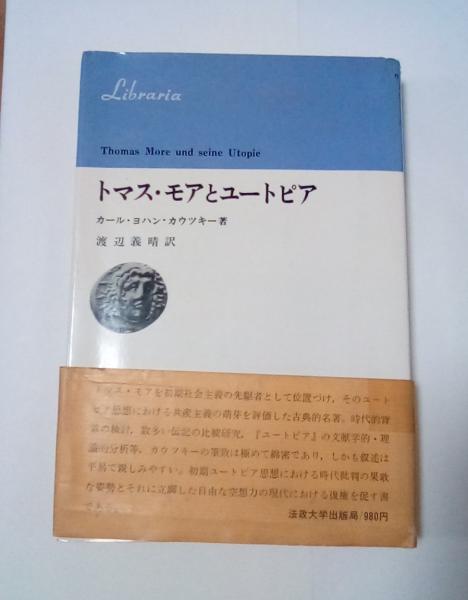 Libraria
Thomas More und seine Utopie
トマス・モアとユートピア
カール・ヨハン・カウツキー著
渡辺義晴訳
トマス・モアを初期社会主義の先駆者として位置づけ，そのユート
ピア思想における共産主義の萌芽を評価した古典的名著。時代的背
景の検討，数多い伝記の比較研究，『ユートピア』の文献学的・理
論的分析等，カウツキーの筆致は極めて綿密であり，しかも叙述は
平易で親しみやすい。初期ユートピア思想における時代批判の果敢
な姿勢とそれに立脚した自由な空想力の現代における復権を促す書
である。
法政大学出版局/980円